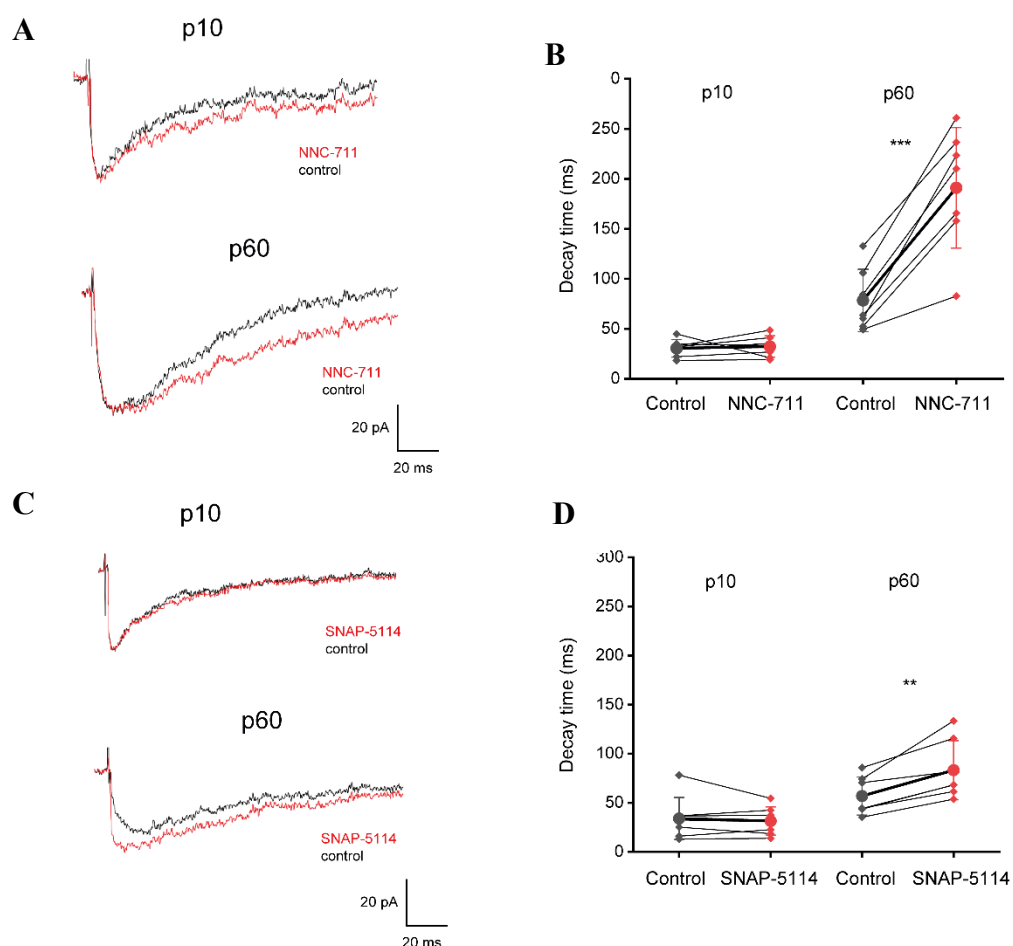 A
p10
NNC-711
control
p60
NNC-711
control
20 pA
20 ms
B
Decay time (ms)
0
250
200
150
100
50
0
p10
p60
***
Control
NNC-711
Control
NNC-711
C
p10
SNAP-5114
control
p60
SNAP-5114
control
20 pA
20 ms
D
Decay time (ms)
300
250
200
150
100
50
0
p10
p60
**
Control
SNAP-5114
Control
SNAP-5114